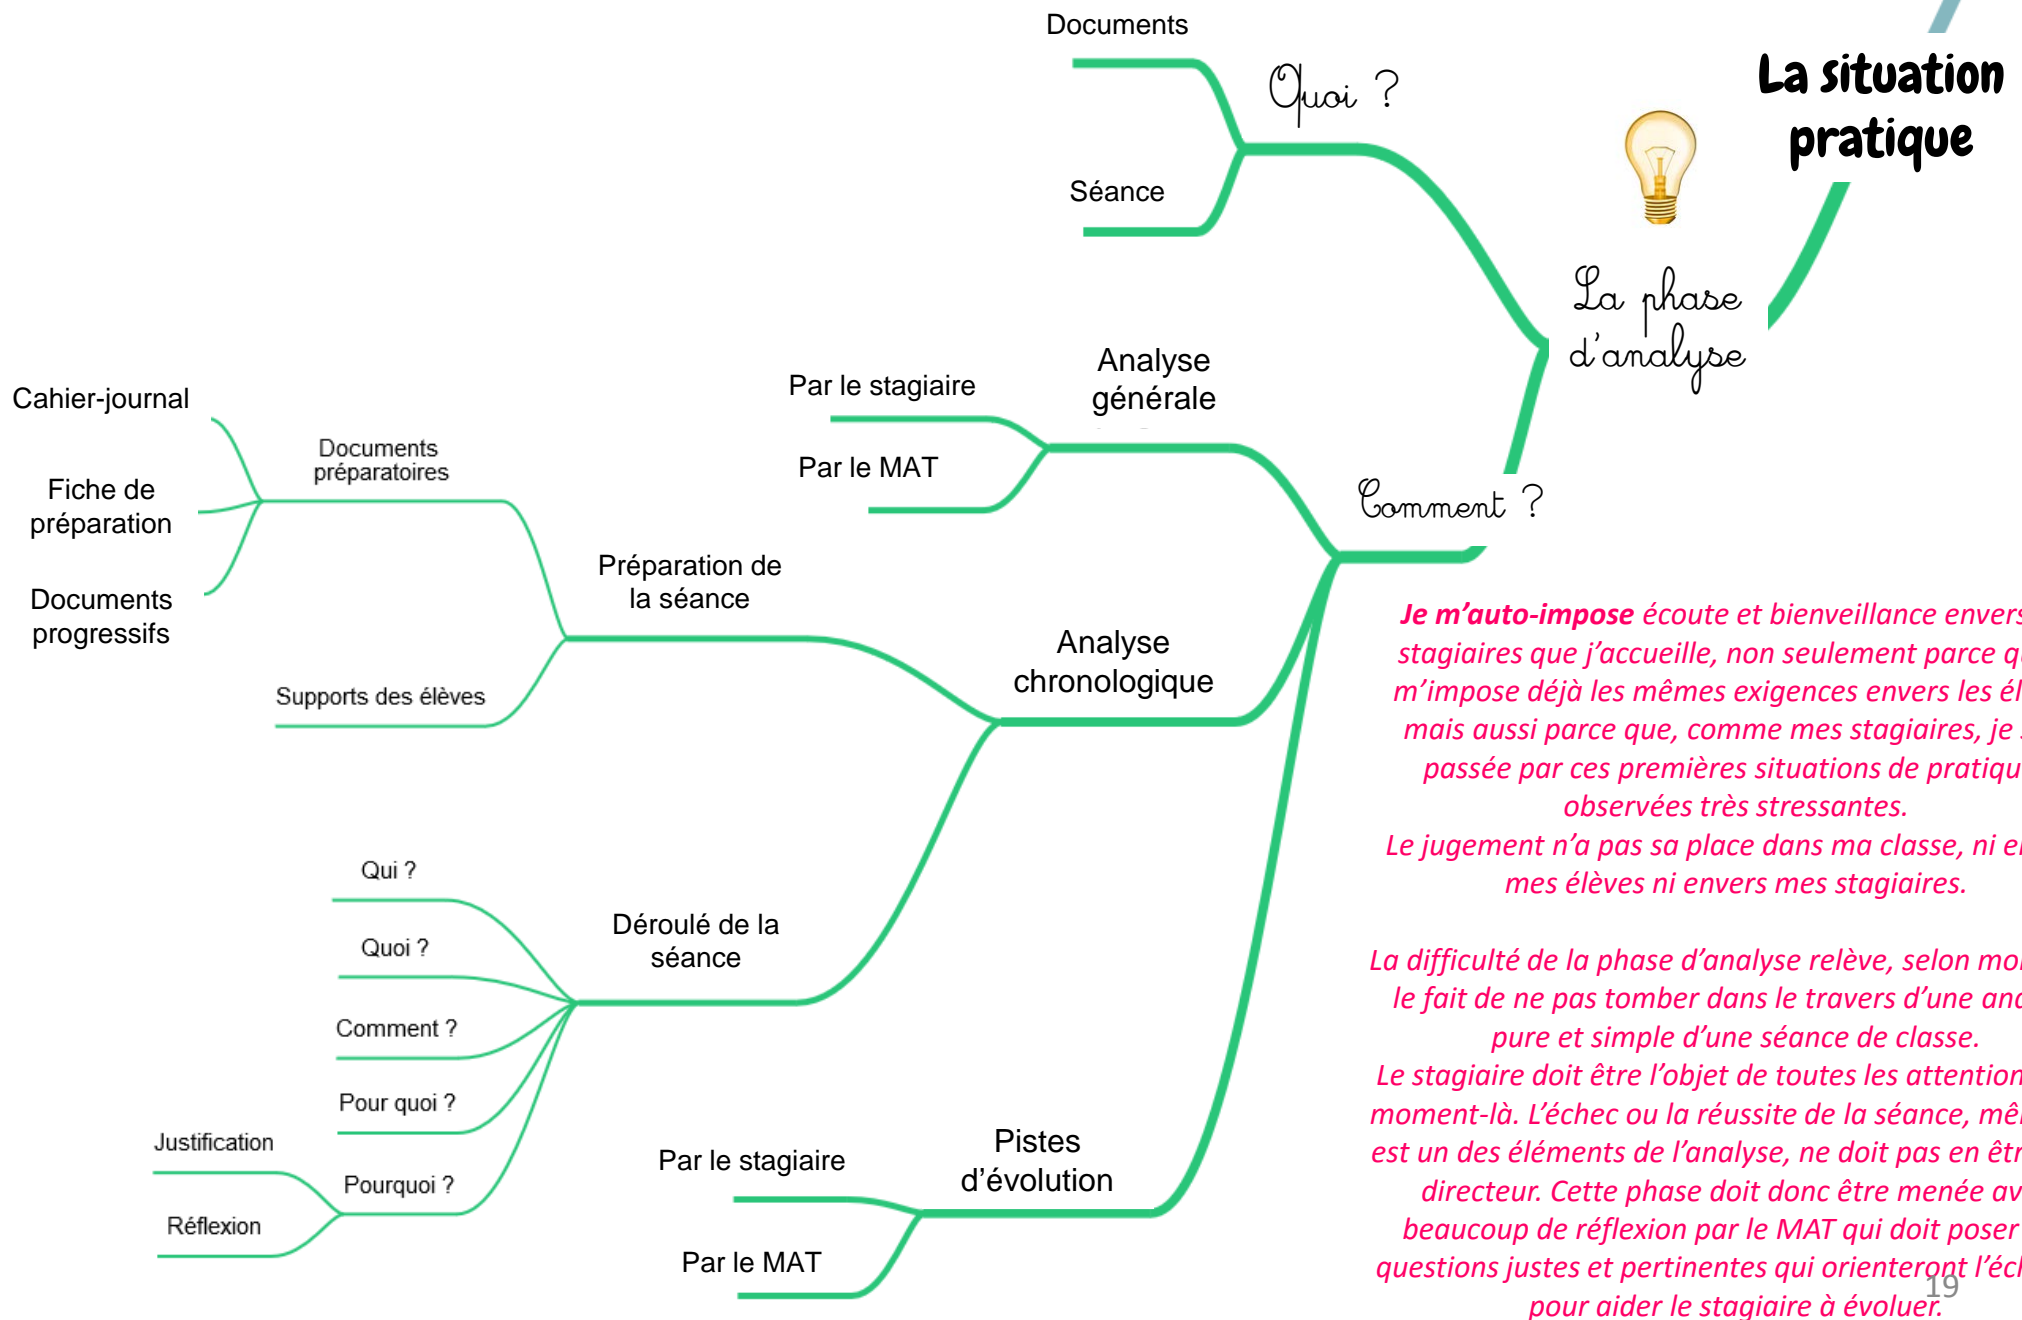 La situation
pratique
La phase
d'analyse
Quoi ?
Documents
Séance
Comment ?
Analyse
générale
Par le stagiaire
Par le MAT
Analyse
chronologique
Préparation de
la séance
Documents
préparatoires
Cahier-journal
Fiche de
préparation
Documents
progressifs
Supports des élèves
Déroulé de la
séance
Qui ?
Quoi ?
Comment ?
Pour quoi ?
Pourquoi ?
Justification
Réflexion
Pistes
d'évolution
Par le stagiaire
Par le MAT
Je m'auto-impose écoute et bienveillance envers
stagiaires que j'accueille, non seulement parce
m'impose déjà les mêmes exigences envers les
mais aussi parce que, comme mes stagiaires, je
passée par ces premières situations de
observées très stressantes.
Le jugement n'a pas sa place dans ma classe, ni
mes élèves ni envers mes stagiaires.
La difficulté de la phase d'analyse relève, selon
le fait de ne pas tomber dans le travers d'une
pure et simple d'une séance de classe.
Le stagiaire doit être l'objet de toutes les
moment-là. L'échec ou la réussite de la séance,
est un des éléments de l'analyse, ne doit pas en
directeur. Cette phase doit donc être menée
beaucoup de réflexion par le MAT qui doit poser
questions justes et pertinentes qui orienteront
pour aider le stagiaire à évoluer.
19